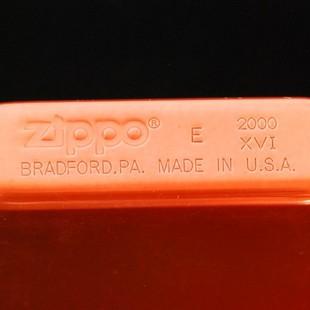 Zippo® E 2000
XVI
BRADFORD,PA. MADE IN U.S.A.